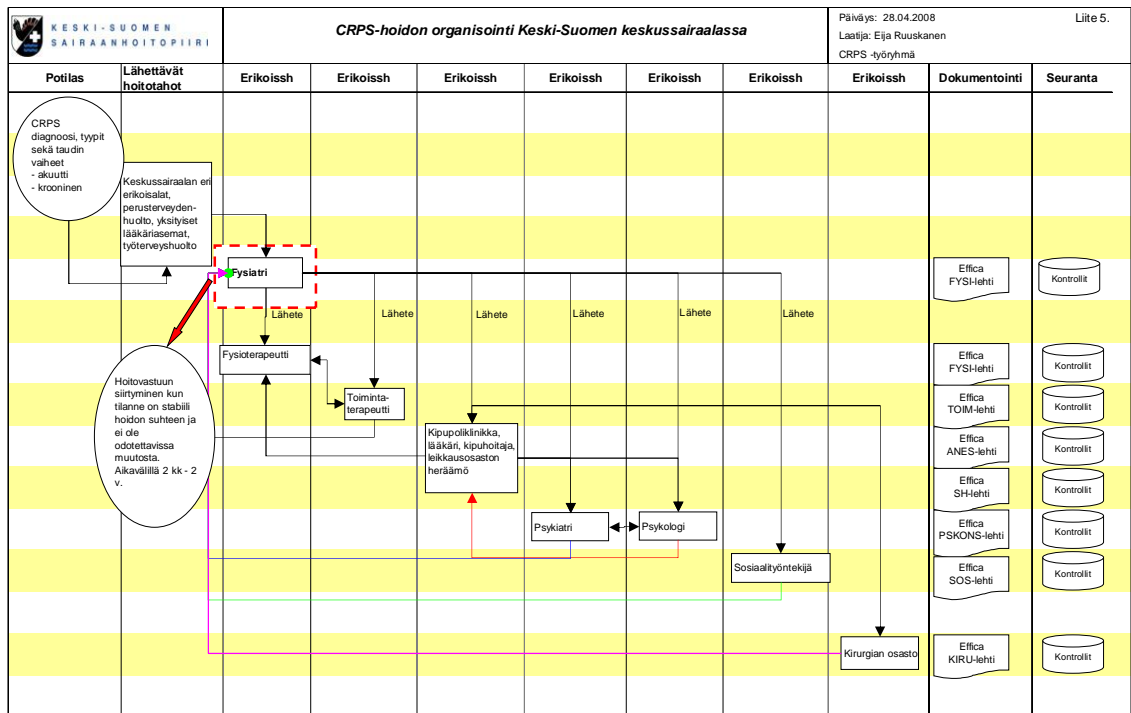 KESKI-SUOMEN
SAIRAANHOITOPIIRI
CRPS-hoidon organisointi Keski-Suomen keskussairaalassa
Päiväys: 28.04.2008
Laatija: Eija Ruuskanen
CRPS -työryhmä
Liite 5.
Potilas
Lähettävät
hoitotahot
Erikoissh
Erikoissh
Erikoissh
Erikoissh
Erikoissh
Erikoissh
Erikoissh
Dokumentointi
Seuranta
CRPS
diagnoosi, tyypit
sekä taudin
vaiheet
- akuutti
- krooninen
Keskussairaalan eri
erikoisalat,
perusterveyden-
huolto, yksityiset
lääkäriasemat,
työterveyshuolto
Fysiatri
Effica
FYSI-lehti
Kontrollit
Lähete
Lähete
Lähete
Lähete
Lähete
Lähete
Fysioterapeutti
Effica
FYSI-lehti
Kontrollit
Hoitovastuun
siirtyminen kun
tilanne on stabiili
hoidon suhteen ja
ei ole
odotettavissa
muutosta.
Aikavälillä 2 kk - 2
v.
Toiminta-
terapeutti
Effica
TOIM-lehti
Kontrollit
Kipupoliklinikka,
lääkäri, kipuhoitaja,
leikkausosaston
heräämö
Effica
ANES-lehti
Kontrollit
Effica
SH-lehti
Kontrollit
Psykiatri
Psykologi
Effica
PSKONS-lehti
Kontrollit
Sosiaalityöntekijä
Effica
SOS-lehti
Kontrollit
Kirurgian osasto
Effica
KIRU-lehti
Kontrollit